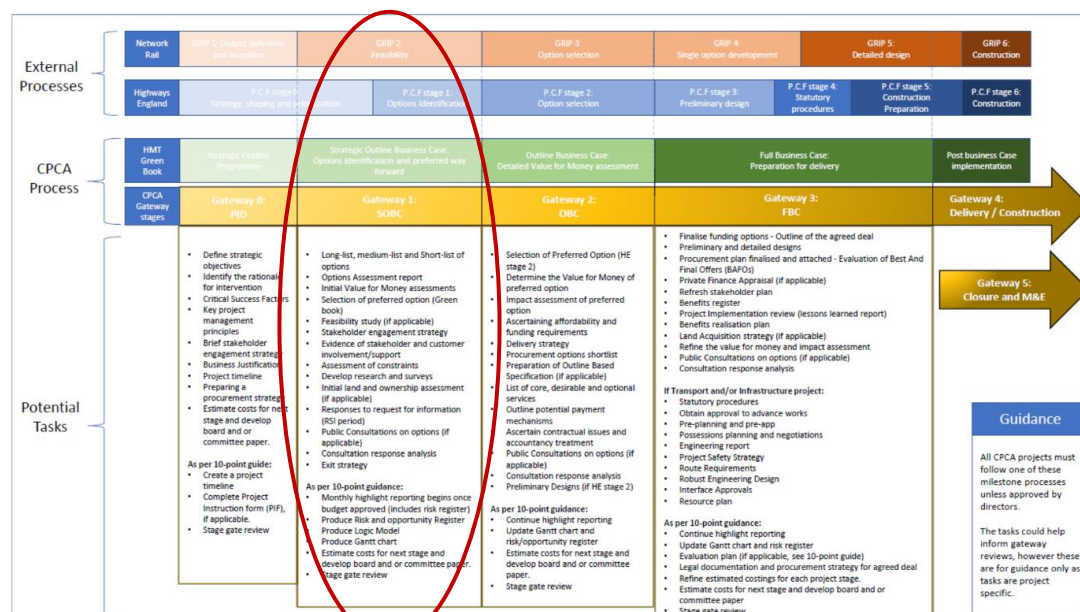 External
Processes
Network
Rail
GRIP 1: Output definition
and inception
GRIP 2:
Feasibility
GRIP 3:
Option selection
GRIP 4:
Single option development
GRIP 5:
Detailed design
GRIP 6:
Construction
Highways
England
P.C.F stage 0:
Strategy, shaping and prioritisation
P.C.F stage 1:
Options Identification
P.C.F stage 2:
Option selection
P.C.F stage 3:
Preliminary design
P.C.F stage 4:
Statutory
procedures
P.C.F stage 5:
Construction
Preparation
P.C.F stage 6:
Construction
CPCA
Process
HMT
Green
Book
Strategic Outline
Programme
Strategic Outline Business Case:
Options identification and preferred way
forward
Outline Business Case:
Detailed Value for Money assessment
Full Business Case:
Preparation for delivery
Post business Case
implementation
CPCA
Gateway
stages
Gateway 0:
PID
Gateway 1:
SOBC
Gateway 2:
OBC
Gateway 3:
FBC
Gateway 4:
Delivery / Construction
Gateway 5:
Closure and M&E
Potential
Tasks
• Define strategic
objectives
• Identify the rationale
for intervention
• Critical Success Factors
• Key project
management
principles
• Brief stakeholder
engagement strategy
• Business Justification
• Project timeline
• Preparing a
procurement strategy
• Estimate costs for next
stage and develop
board and or
committee paper.
As per 10-point guide:
• Create a project
timeline
• Complete Project
Instruction form (PIF),
if applicable.
• Stage gate review
• Long-list, medium-list and Short-list of
options
• Options Assessment report
• Initial Value for Money assessments
• Selection of preferred option (Green
book)
• Feasibility study (if applicable)
• Stakeholder engagement strategy
• Evidence of stakeholder and customer
involvement/support
• Assessment of constraints
• Develop research and surveys
• Initial land and ownership assessment
(if applicable)
• Responses to request for information
(RSI period)
• Public Consultations on options (if
applicable)
• Consultation response analysis
• Exit strategy
As per 10-point guidance:
• Monthly highlight reporting begins once
budget approved (includes risk register)
• Produce Risk and opportunity Register
• Produce Logic Model
• Produce Gantt chart
• Estimate costs for next stage and
develop board and or committee paper.
• Stage gate review
• Selection of Preferred Option (HE
stage 2)
• Determine the Value for Money of
preferred option
• Impact assessment of preferred
option
• Ascertaining affordability and
funding requirements
• Delivery strategy
• Procurement options shortlist
• Preparation of Outline Based
Specification (if applicable)
• List of core, desirable and optional
services
• Outline potential payment
mechanisms
• Ascertain contractual issues and
accountancy treatment
• Public Consultations on options (if
applicable)
• Consultation response analysis
• Preliminary Designs (if HE stage 2)
As per 10-point guidance:
• Continue highlight reporting
• Update Gantt chart and
risk/opportunity register
• Estimate costs for next stage and
develop board and or committee
paper.
• Stage gate review
• Finalise funding options - Outline of the agreed deal
• Preliminary and detailed designs
• Procurement plan finalised and attached - Evaluation of Best And
Final Offers (BAFOs)
• Private Finance Appraisal (if applicable)
• Refresh stakeholder plan
• Benefits register
• Project Implementation review (lessons learned report)
• Benefits realisation plan
• Land Acquisition strategy (if applicable)
• Refine the value for money and impact assessment
• Public Consultations on options (if applicable)
• Consultation response analysis
If Transport and/or Infrastructure project:
• Statutory procedures
• Obtain approval to advance works
• Pre-planning and pre-app
• Possessions planning and negotiations
• Engineering report
• Project Safety Strategy
• Route Requirements
• Robust Engineering Design
• Interface Approvals
• Resource plan
As per 10-point guidance:
• Continue highlight reporting
• Update Gantt chart and risk register
• Evaluation plan (if applicable, see 10-point guide)
• Legal documentation and procurement strategy for agreed deal
• Refine estimated costings for each project stage.
• Estimate costs for next stage and develop board and or
committee paper
• Stage gate review
Guidance
All CPCA projects must
follow one of these
milestone processes
unless approved by
directors.
The tasks could help
inform gateway
reviews, however these
are for guidance only as
tasks are project
specific.